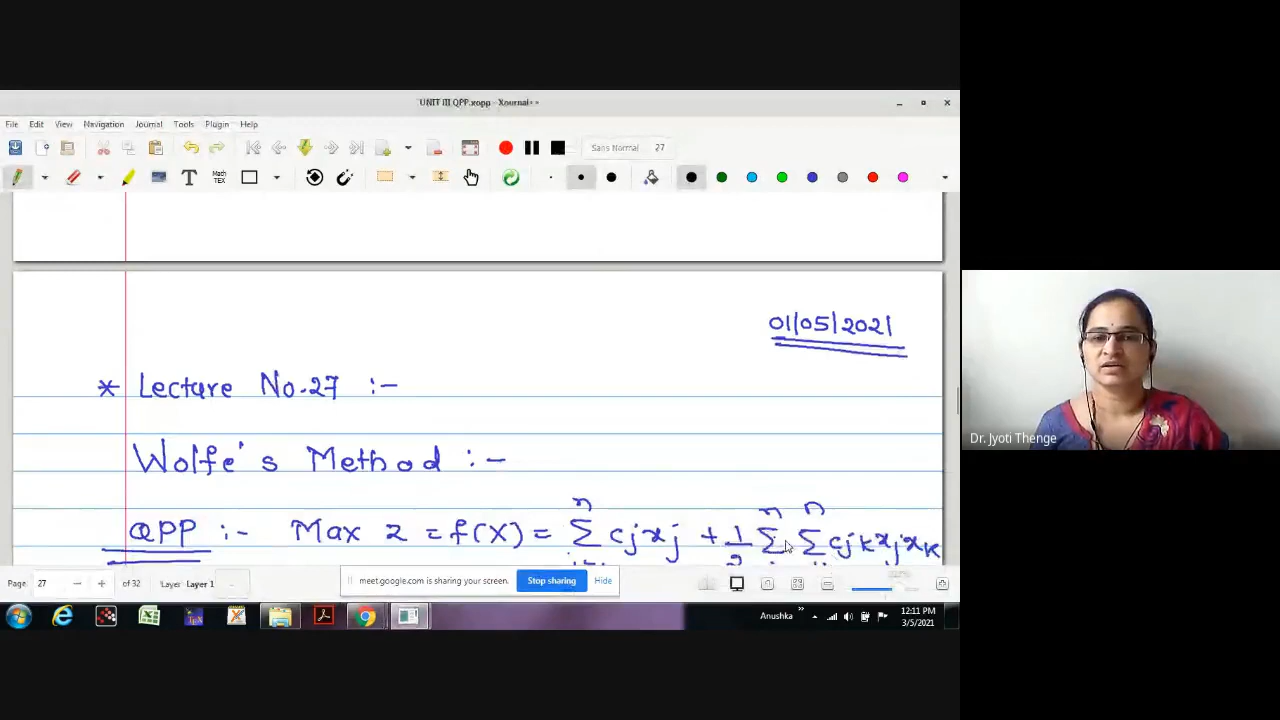 UNIT III QPP.xopp - Xournal++
File Edit View Navigation Journal Tools Plugin Help
Sans Normal 27
01/05/2021
* Lecture No.27 :-
Wolfe's Method :-
QPP :- Max z = f(X) = n Σ cjxj + 1/2 n Σ n Σ cjkxjxk
Dr. Jyoti Thenge
Page 27 of 32 Layer Layer 1
meet.google.com is sharing your screen. Stop sharing Hide
Anushka
12:11 PM
3/5/2021